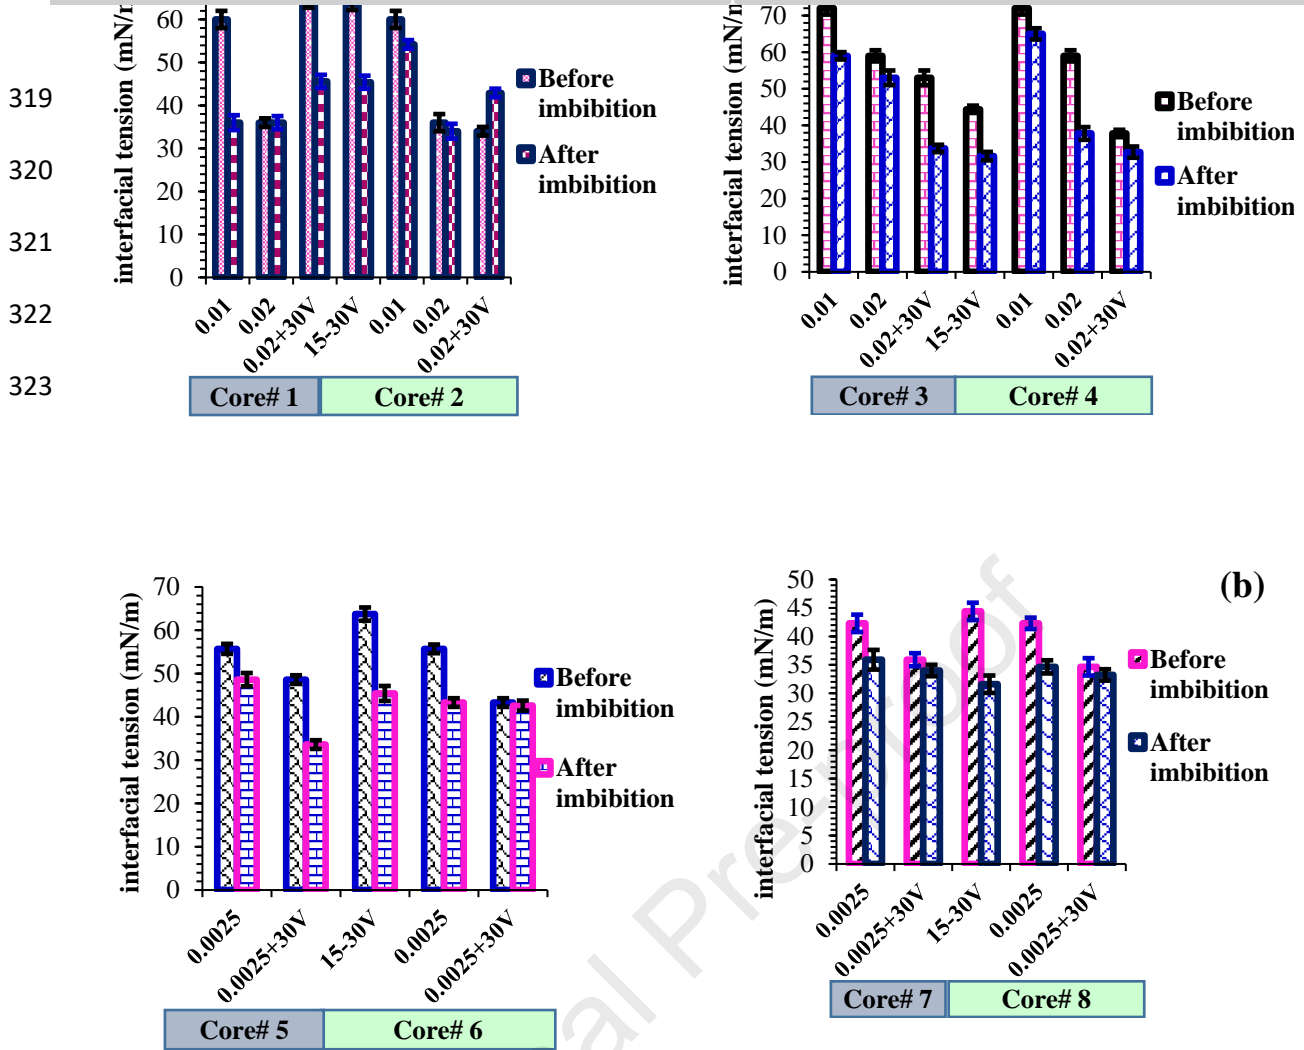 319
320
321
322
323
interfacial tension (mN/
60
50
40
30
20
10
0
0.01
0.02
0.02+30V
15-30V
0.01
0.02
0.02+30V
Before
imbibition
After
imbibition
Core# 1
Core# 2
interfacial tension (mN/
70
60
50
40
30
20
10
0
0.01
0.02
0.02+30V
15-30V
0.01
0.02
0.02+30V
Before
imbibition
After
imbibition
Core# 3
Core# 4
interfacial tension (mN/m)
70
60
50
40
30
20
10
0
0.0025
0.0025+30V
15-30V
0.0025
0.0025+30V
Before
imbibition
After
imbibition
Core# 5
Core# 6
(b)
interfacial tension (mN/m)
50
45
40
35
30
25
20
15
10
5
0
0.0025
0.0025+30V
15-30V
0.0025
0.0025+30V
Before
imbibition
After
imbibition
Core# 7
Core# 8
al Pre-proof